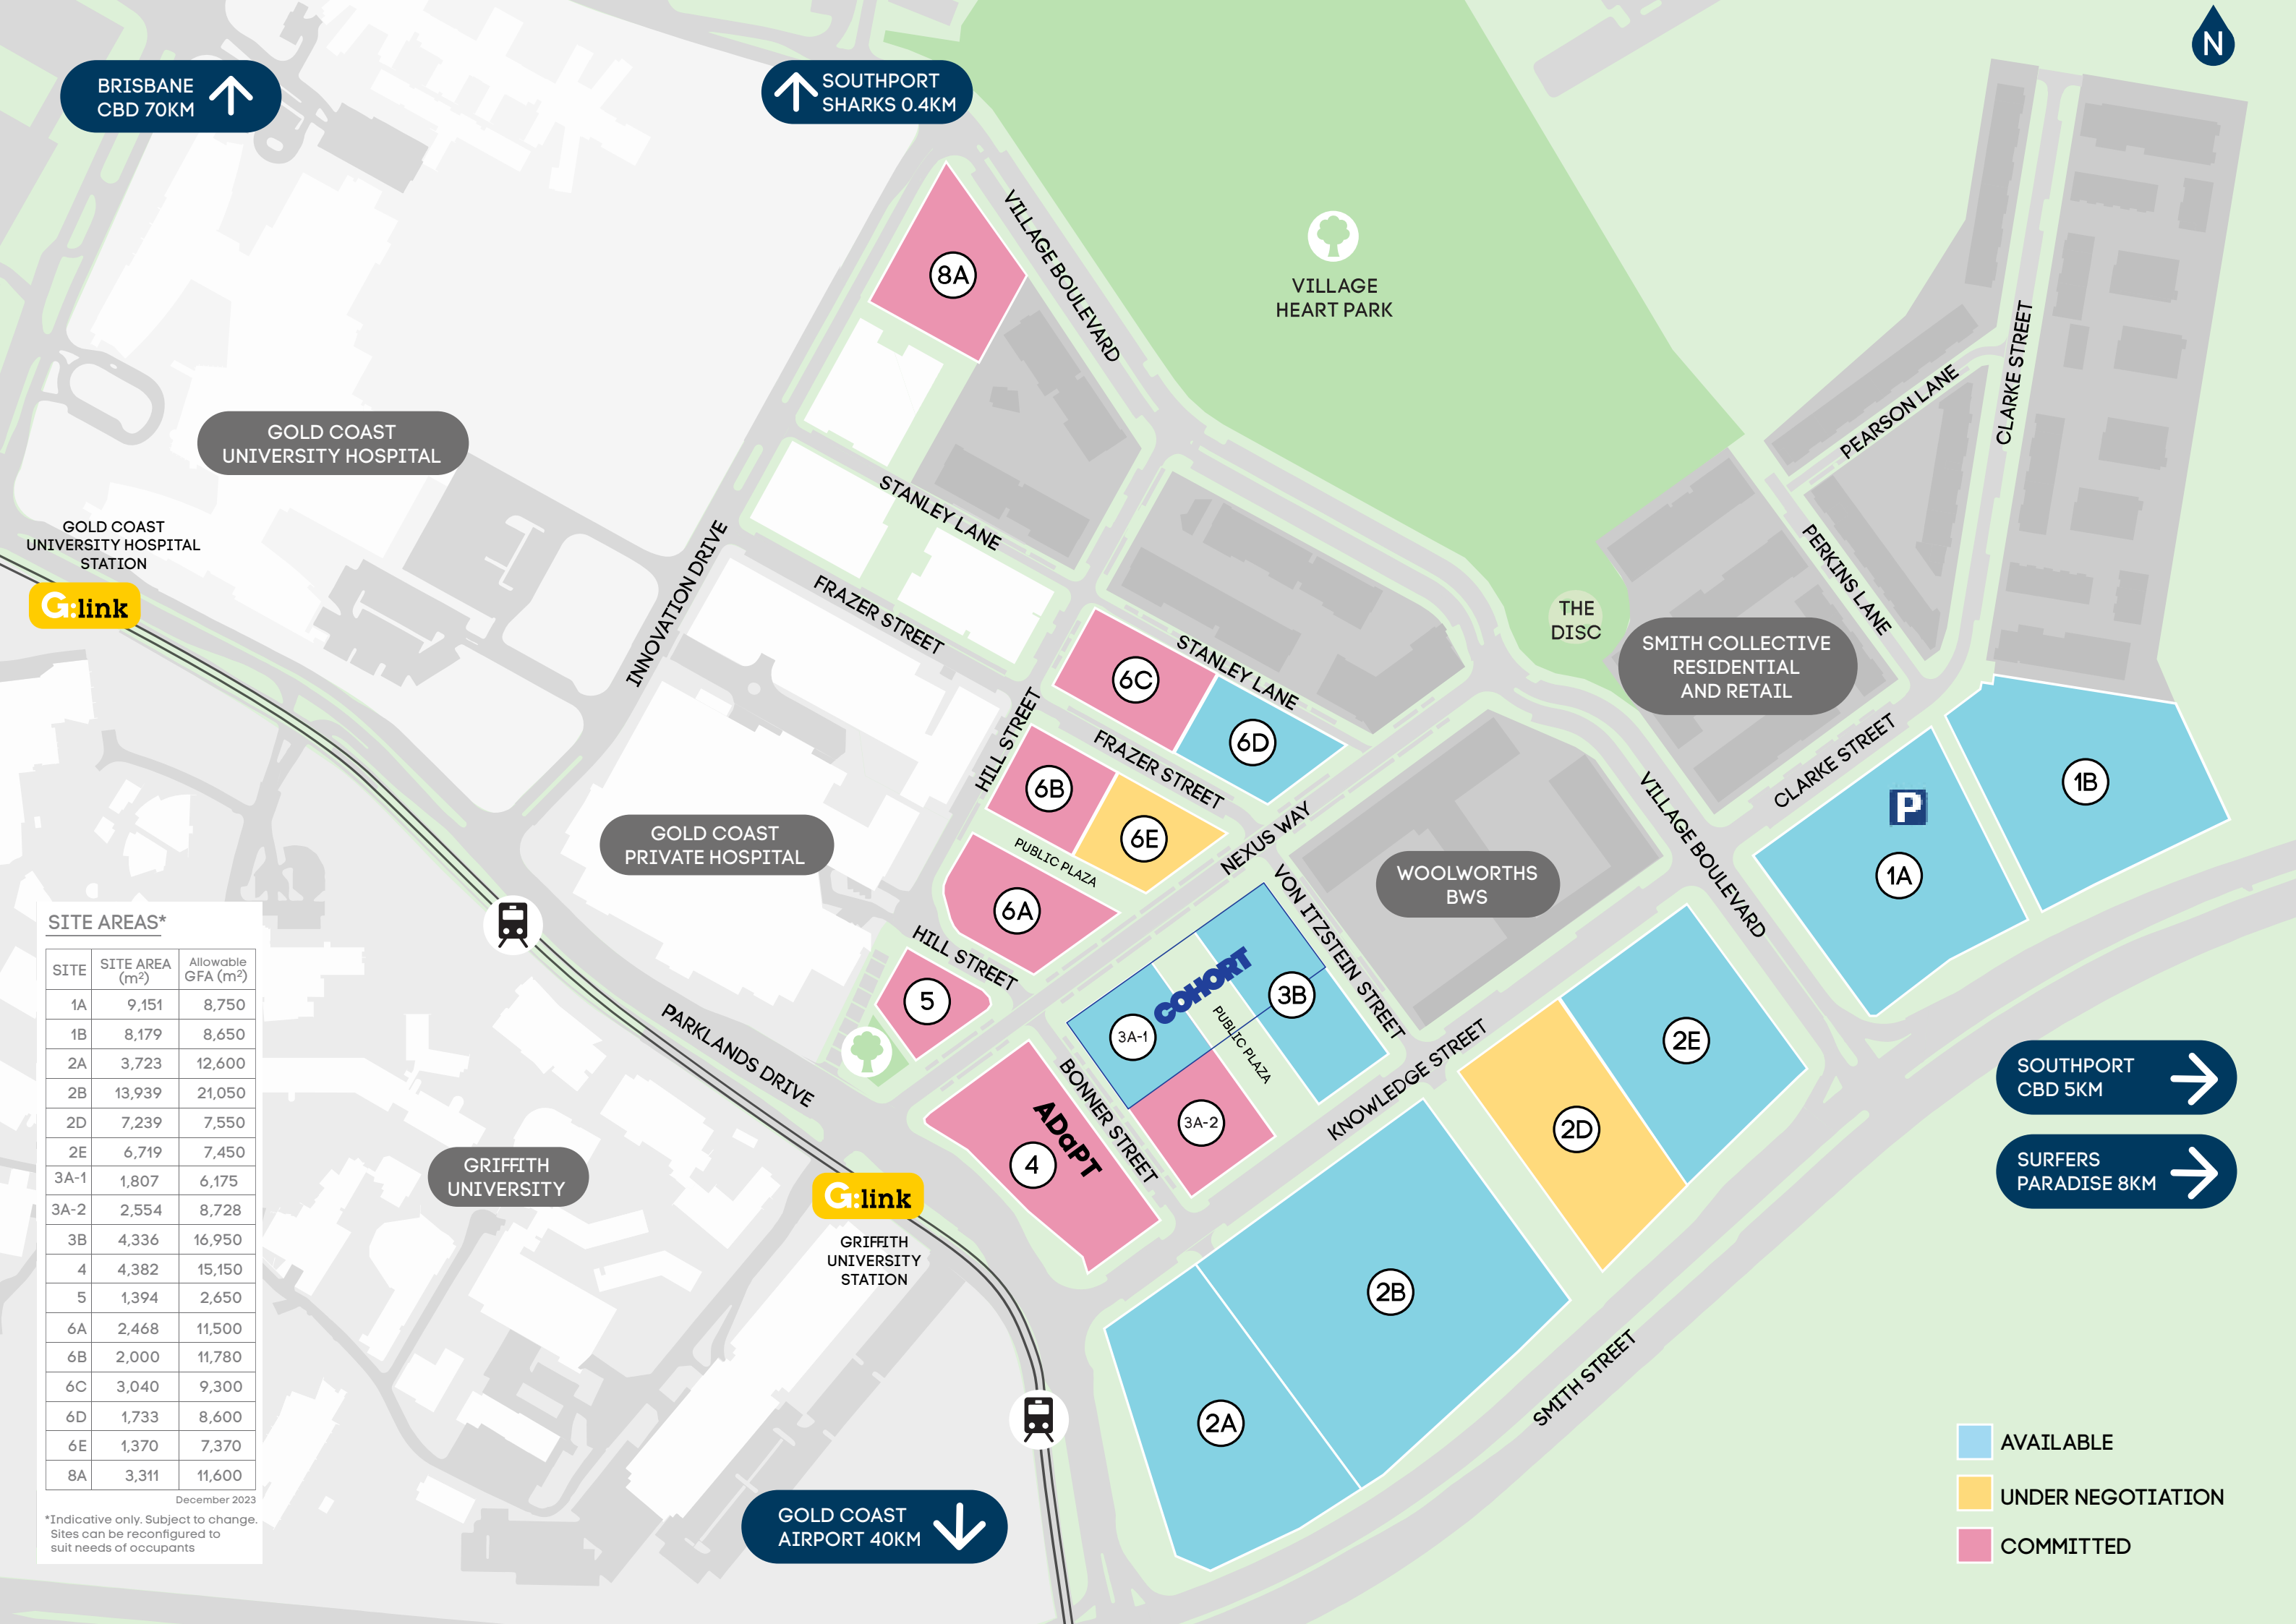 N
BRISBANE
CBD 70KM
SOUTHPORT
SHARKS 0.4KM
VILLAGE BOULEVARD
8A
VILLAGE
HEART PARK
CLARKE STREET
PEARSON LANE
GOLD COAST
UNIVERSITY HOSPITAL
STANLEY LANE
GOLD COAST
UNIVERSITY HOSPITAL
STATION
G:link
INNOVATION DRIVE
FRAZER STREET
PERKINS LANE
THE
DISC
SMITH COLLECTIVE
RESIDENTIAL
AND RETAIL
STANLEY LANE
6C
6D
HILL STREET
FRAZER STREET
6B
6E
CLARKE STREET
1B
P
1A
VILLAGE BOULEVARD
GOLD COAST
PRIVATE HOSPITAL
PUBLIC PLAZA
NEXUS WAY
WOOLWORTHS
BWS
6A
VON ITZSTEIN STREET
HILL STREET
5
COHORT
3B
3A-1
PUBLIC PLAZA
2E
PARKLANDS DRIVE
BONNER STREET
KNOWLEDGE STREET
3A-2
2D
ADaPT
4
SOUTHPORT
CBD 5KM
SURFERS
PARADISE 8KM
GRIFFITH
UNIVERSITY
G:link
GRIFFITH
UNIVERSITY
STATION
2B
2A
SMITH STREET
GOLD COAST
AIRPORT 40KM
SITE AREAS*
SITE SITE AREA (m²) Allowable GFA (m²)
1A 9,151 8,750
1B 8,179 8,650
2A 3,723 12,600
2B 13,939 21,050
2D 7,239 7,550
2E 6,719 7,450
3A-1 1,807 6,175
3A-2 2,554 8,728
3B 4,336 16,950
4 4,382 15,150
5 1,394 2,650
6A 2,468 11,500
6B 2,000 11,780
6C 3,040 9,300
6D 1,733 8,600
6E 1,370 7,370
8A 3,311 11,600
December 2023
*Indicative only. Subject to change.
Sites can be reconfigured to
suit needs of occupants
AVAILABLE
UNDER NEGOTIATION
COMMITTED